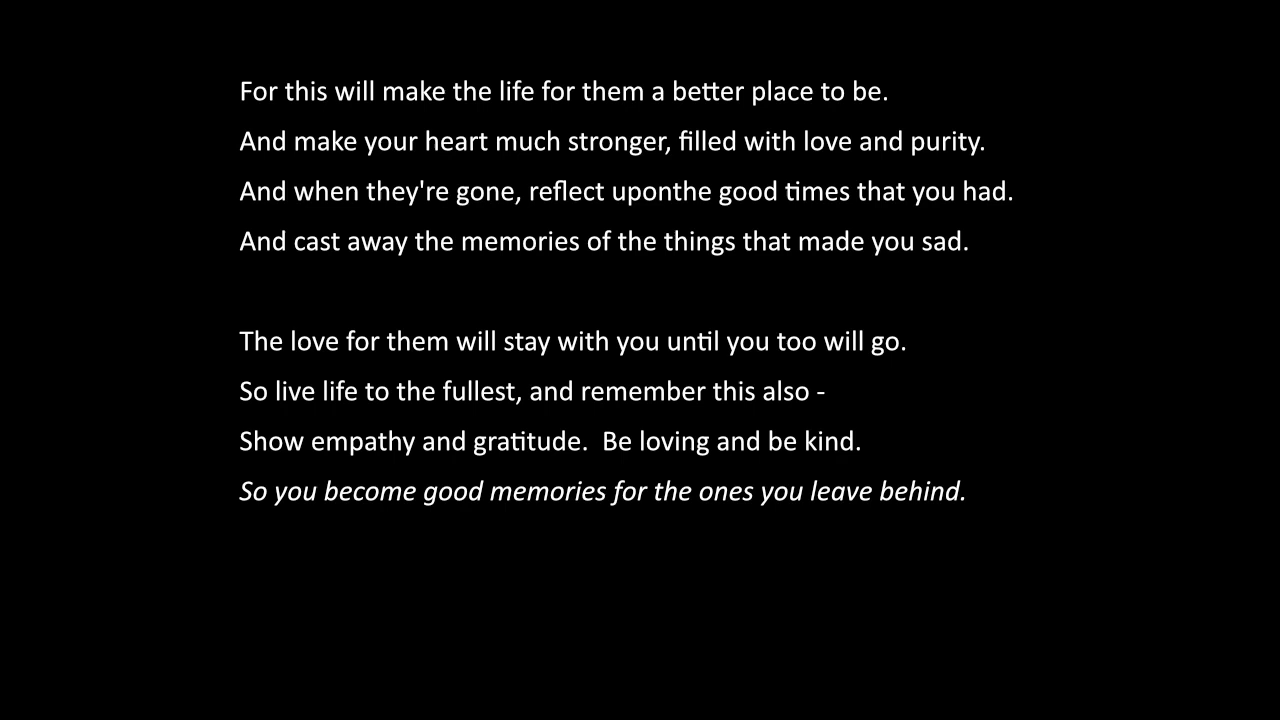 For this will make the life for them a better place to be.
And make your heart much stronger, filled with love and purity.
And when they're gone, reflect uponthe good times that you had.
And cast away the memories of the things that made you sad.
The love for them will stay with you until you too will go.
So live life to the fullest, and remember this also -
Show empathy and gratitude.  Be loving and be kind.
So you become good memories for the ones you leave behind.